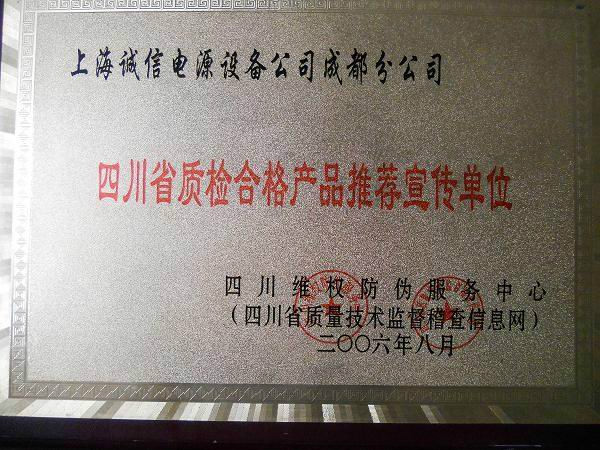 上海诚信电源设备公司成都分公司
四川省质检合格产品推荐宣传单位
四川维权防伪服务中心
（四川省质量技术监督稽查信息网）
二〇〇六年八月